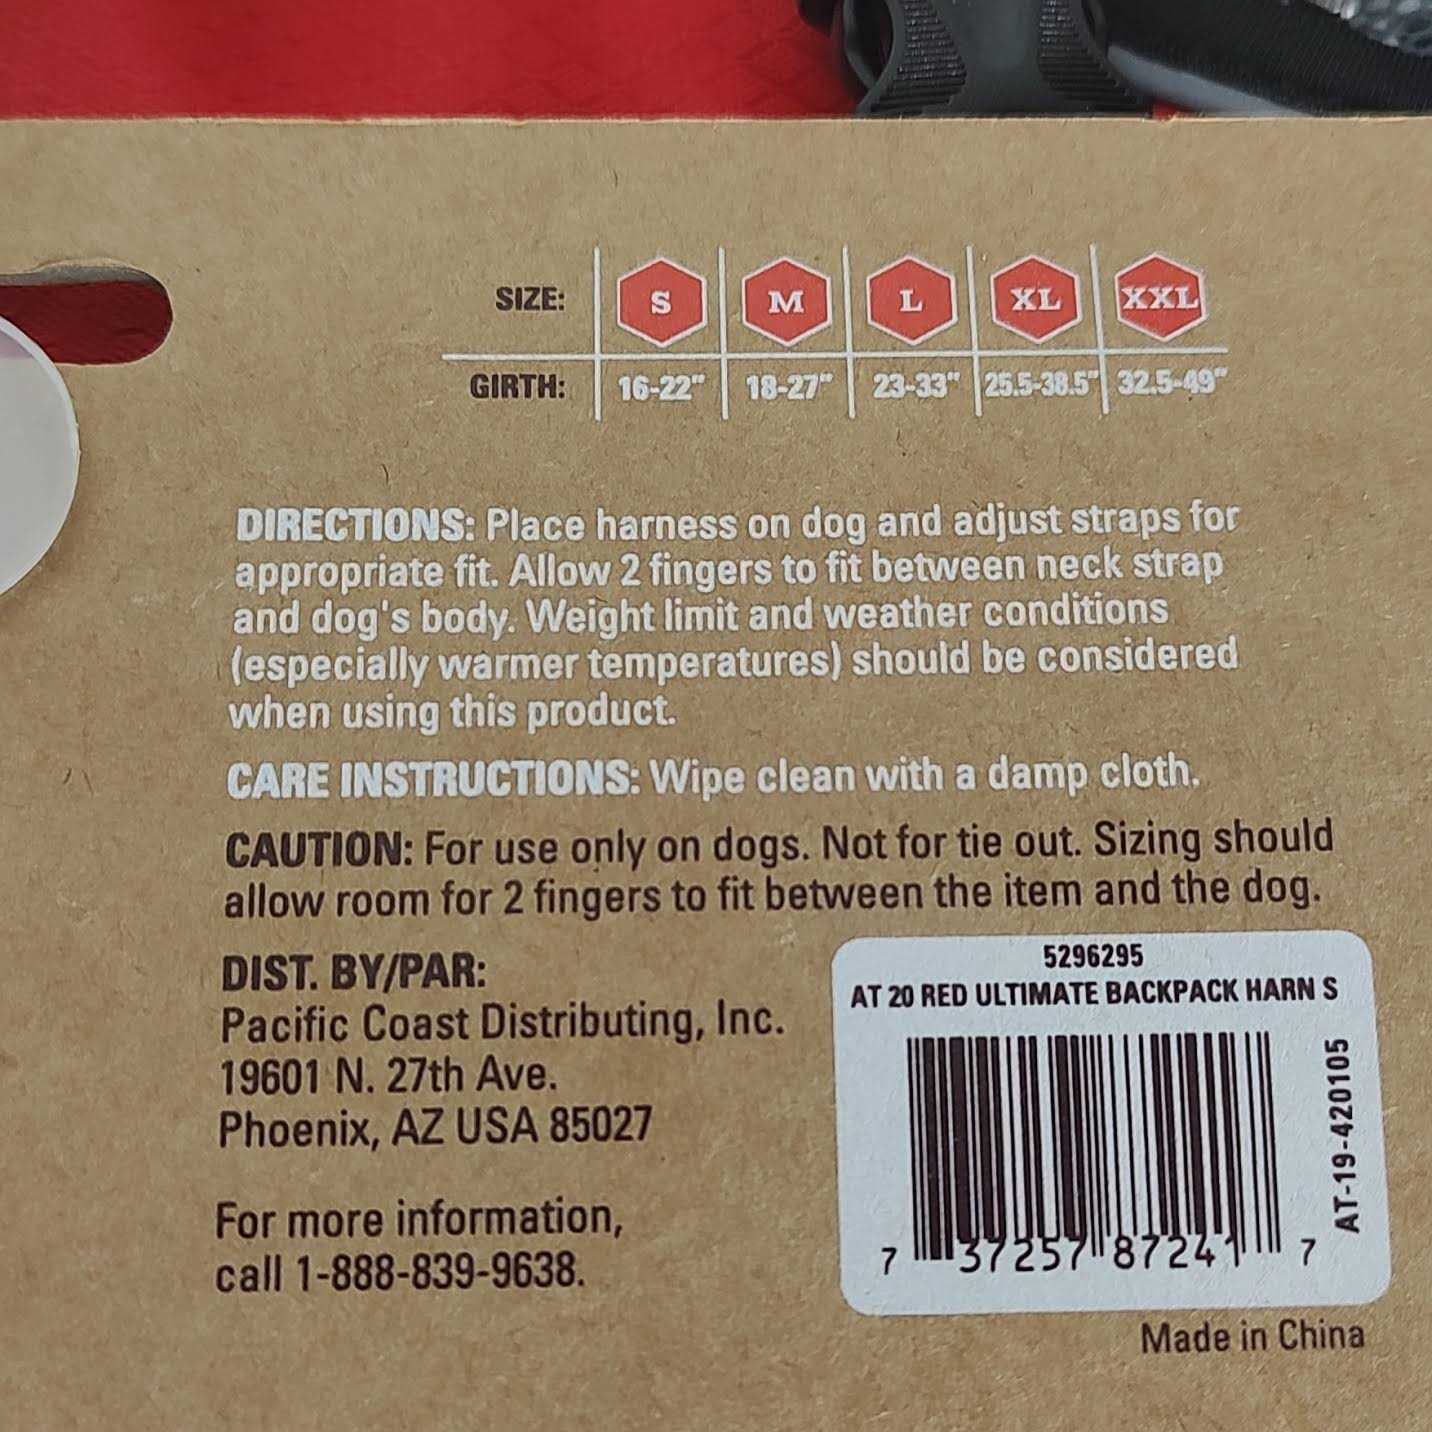 SIZE: S M L XL XXL
GIRTH: 16-22" 18-27" 23-33" 25.5-38.5" 32.5-49"
DIRECTIONS: Place harness on dog and adjust straps for
appropriate fit. Allow 2 fingers to fit between neck strap
and dog's body. Weight limit and weather conditions
(especially warmer temperatures) should be considered
when using this product.
CARE INSTRUCTIONS: Wipe clean with a damp cloth.
CAUTION: For use only on dogs. Not for tie out. Sizing should
allow room for 2 fingers to fit between the item and the dog.
DIST. BY/PAR:
Pacific Coast Distributing, Inc.
19601 N. 27th Ave.
Phoenix, AZ USA 85027
For more information,
call 1-888-839-9638.
5296295
AT 20 RED ULTIMATE BACKPACK HARN S
7 37257 87241 7
AT-19-420105
Made in China